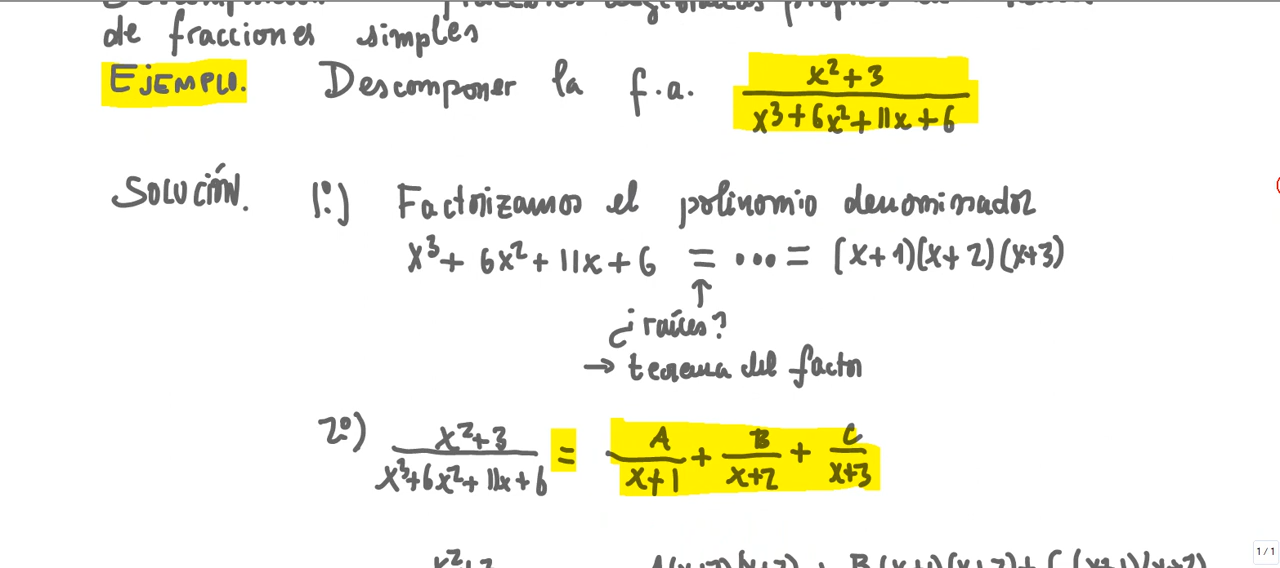 de fracciones simples
EJEMPLO. Descomponer la f.a. x²+3 / x³+6x²+11x+6
SOLUCIÓN. 1º) Factorizamos el polinomio denominador
x³+ 6x²+11x+6 = ... = (x+1)(x+2)(x+3)
↑
¿raíces?
→ teorema del factor
2º) x²+3 / x³+6x²+11x+6 = A/x+1 + B/x+2 + C/x+3
1/1